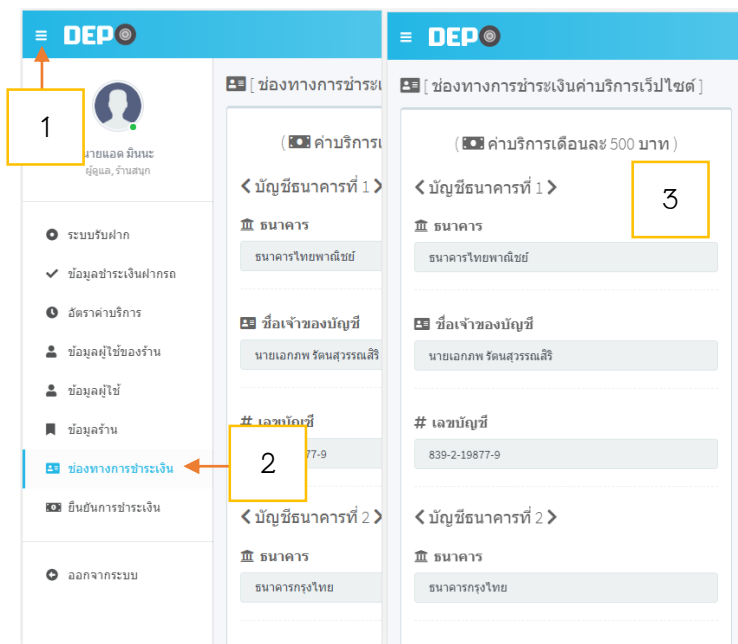 DEPO
1
นายแอด มินนะ
ผู้ดูแล, ร้านสนุก
ระบบรับฝาก
ข้อมูลชำระเงินฝากรถ
อัตราค่าบริการ
ข้อมูลผู้ใช้ของร้าน
ข้อมูลผู้ใช้
ข้อมูลร้าน
ช่องทางการชำระเงิน
ยืนยันการชำระเงิน
ออกจากระบบ
2
[ ช่องทางการชำระเ
( ค่าบริการเ
บัญชีธนาคารที่ 1
ธนาคาร
ธนาคารไทยพาณิชย์
ชื่อเจ้าของบัญชี
นายเอกภพ รัตนสุวรรณสิริ
# เลขบัญชี
77-9
บัญชีธนาคารที่ 2
ธนาคาร
ธนาคารกรุงไทย
DEPO
[ ช่องทางการชำระเงินค่าบริการเว็ปไซต์ ]
( ค่าบริการเดือนละ 500 บาท )
บัญชีธนาคารที่ 1
3
ธนาคาร
ธนาคารไทยพาณิชย์
ชื่อเจ้าของบัญชี
นายเอกภพ รัตนสุวรรณสิริ
# เลขบัญชี
839-2-19877-9
บัญชีธนาคารที่ 2
ธนาคาร
ธนาคารกรุงไทย